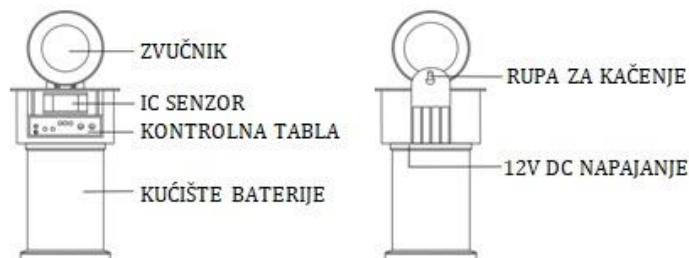 ZVUČNIK
IC SENZOR
KONTROLNA TABLA
KUĆIŠTE BATERIJE
RUPA ZA KAČENJE
12V DC NAPAJANJE